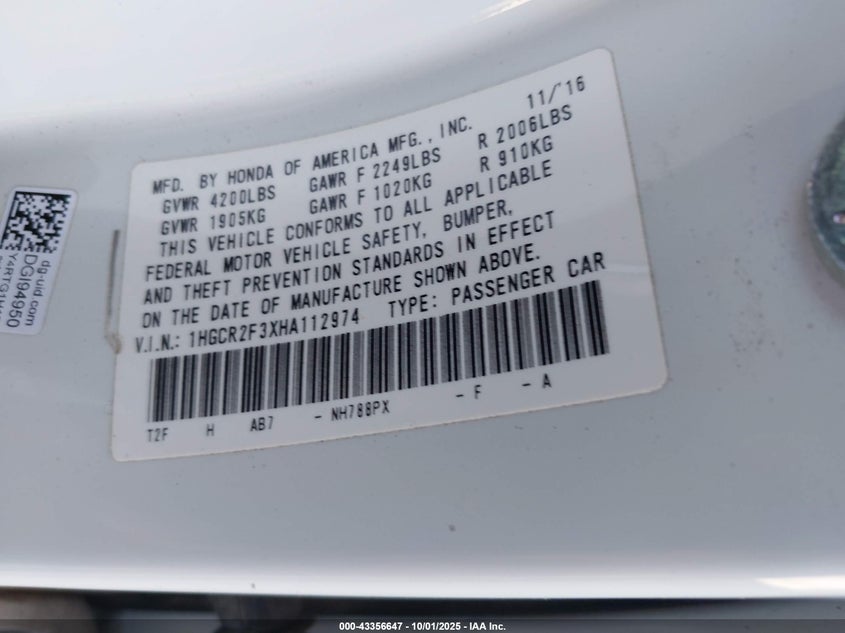 MFD. BY HONDA OF AMERICA MFG., INC. 11/'16
GVWR 4200LBS GAWR F 2249LBS R 2006LBS
GVWR 1905KG GAWR F 1020KG R 910KG
THIS VEHICLE CONFORMS TO ALL APPLICABLE
FEDERAL MOTOR VEHICLE SAFETY, BUMPER,
AND THEFT PREVENTION STANDARDS IN EFFECT
ON THE DATE OF MANUFACTURE SHOWN ABOVE.
V.I.N.: 1HGCR2F3XHA112974 TYPE: PASSENGER CAR
T2F H AB7 - NH788PX - F - A
dg-uid.com
DGI94950
000-43356647 - 10/01/2025 - IAA Inc.